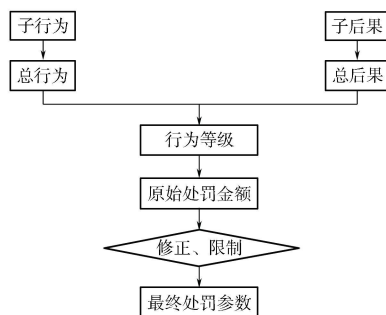 子行为
子后果
总行为
总后果
行为等级
原始处罚金额
修正、限制
最终处罚参数